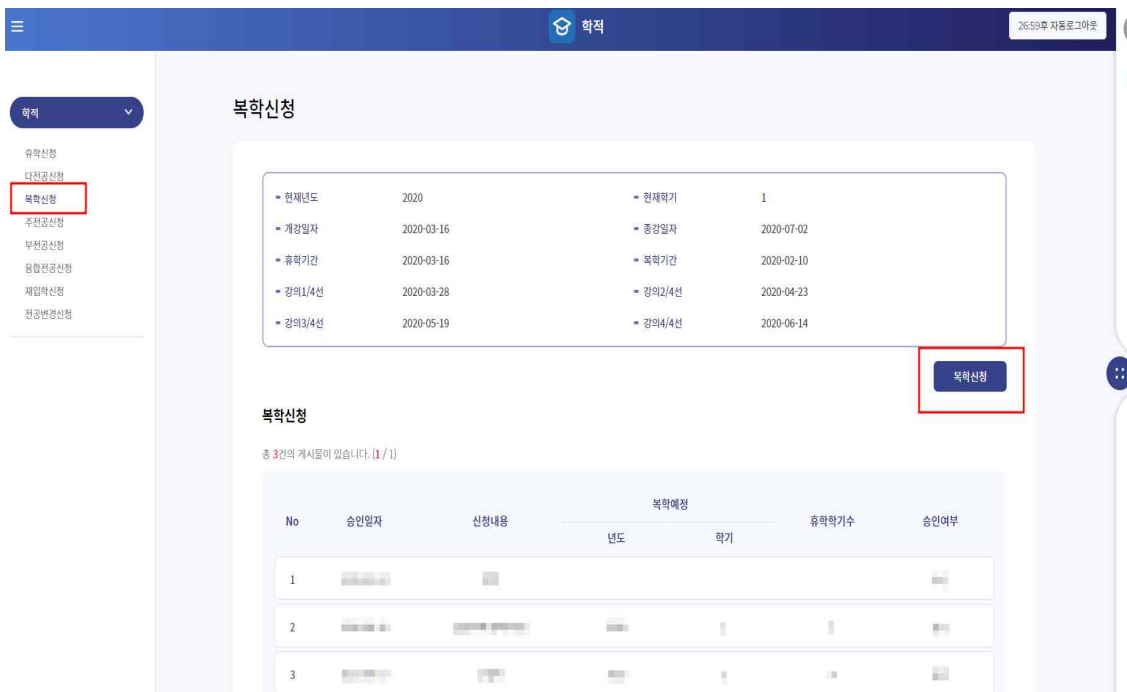 학적
26:59후 자동로그아웃
학적
휴학신청
다전공신청
복학신청
주전공신청
부전공신청
융합전공신청
재입학신청
전공변경신청
복학신청
현재년도 2020 현재학기 1
개강일자 2020-03-16 종강일자 2020-07-02
휴학기간 2020-03-16 복학기간 2020-02-10
강의1/4선 2020-03-28 강의2/4선 2020-04-23
강의3/4선 2020-05-19 강의4/4선 2020-06-14
복학신청
복학신청
총 3건의 게시물이 있습니다. (1 / 1)
No 승인일자 신청내용 복학예정 휴학학기수 승인여부
년도 학기
1
2
3